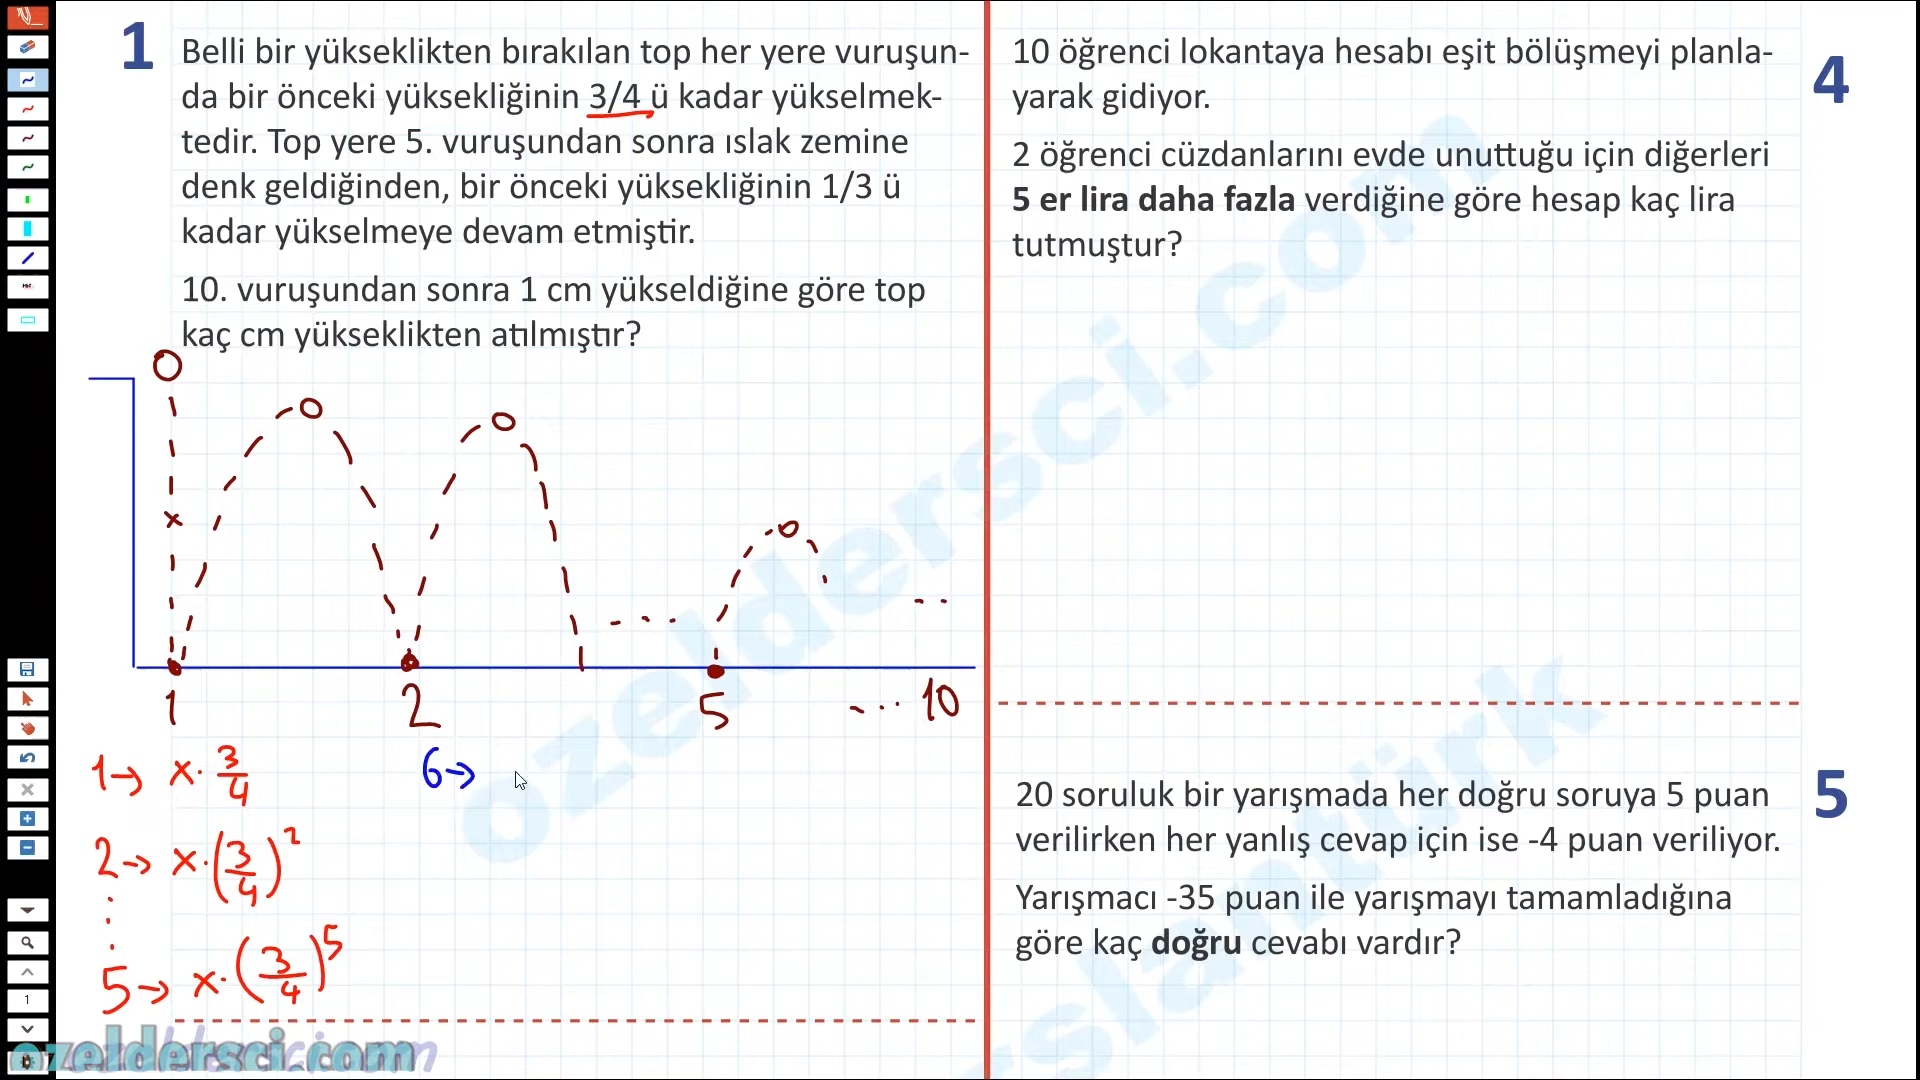 1
Belli bir yükseklikten bırakılan top her yere vuruşun-
da bir önceki yüksekliğinin 3/4 ü kadar yükselmek-
tedir. Top yere 5. vuruşundan sonra ıslak zemine
denk geldiğinden, bir önceki yüksekliğinin 1/3 ü
kadar yükselmeye devam etmiştir.
10. vuruşundan sonra 1 cm yükseldiğine göre top
kaç cm yükseklikten atılmıştır?
x
1 2 5 ... 10
1→ x · 3/4
6→
2→ x · (3/4)²
5→ x · (3/4)⁵
4
10 öğrenci lokantaya hesabı eşit bölüşmeyi planla-
yarak gidiyor.
2 öğrenci cüzdanlarını evde unuttuğu için diğerleri
5 er lira daha fazla verdiğine göre hesap kaç lira
tutmuştur?
5
20 soruluk bir yarışmada her doğru soruya 5 puan
verilirken her yanlış cevap için ise -4 puan veriliyor.
Yarışmacı -35 puan ile yarışmayı tamamladığına
göre kaç doğru cevabı vardır?
ozeldersci.com
1
ozeldersci.com